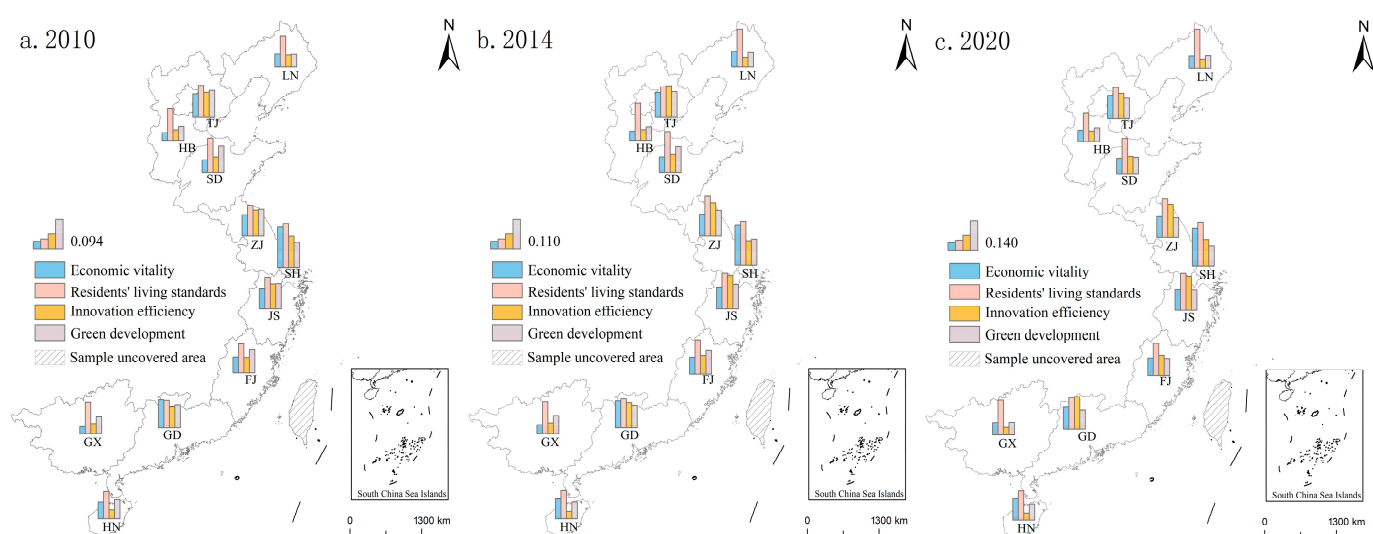 a. 2010
N
LN
TJ
HB
SD
ZJ
SH
JS
FJ
GX
GD
HN
0.094
Economic vitality
Residents' living standards
Innovation efficiency
Green development
Sample uncovered area
South China Sea Islands
0 1300 km
b. 2014
N
LN
TJ
HB
SD
ZJ
SH
JS
FJ
GX
GD
HN
0.110
Economic vitality
Residents' living standards
Innovation efficiency
Green development
Sample uncovered area
South China Sea Islands
0 1300 km
c. 2020
N
LN
TJ
HB
SD
ZJ
SH
JS
FJ
GX
GD
HN
0.140
Economic vitality
Residents' living standards
Innovation efficiency
Green development
Sample uncovered area
South China Sea Islands
0 1300 km